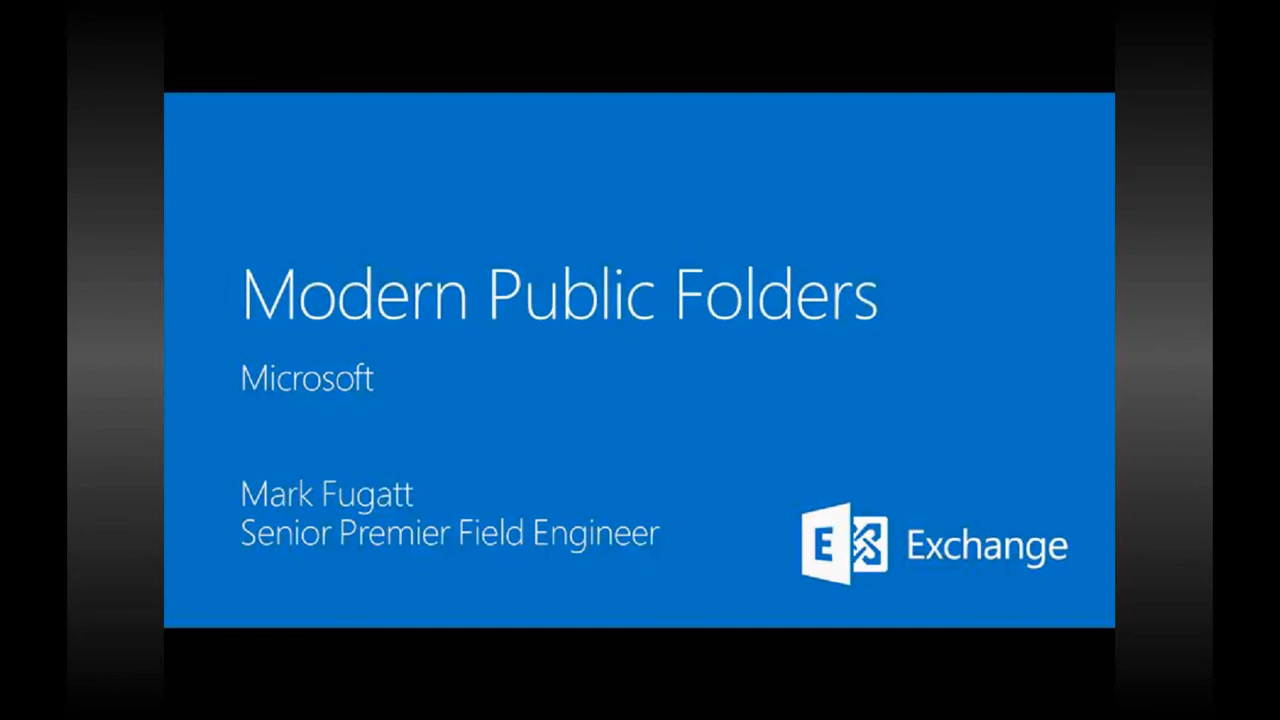 Modern Public Folders
Microsoft
Mark Fugatt
Senior Premier Field Engineer
E Exchange